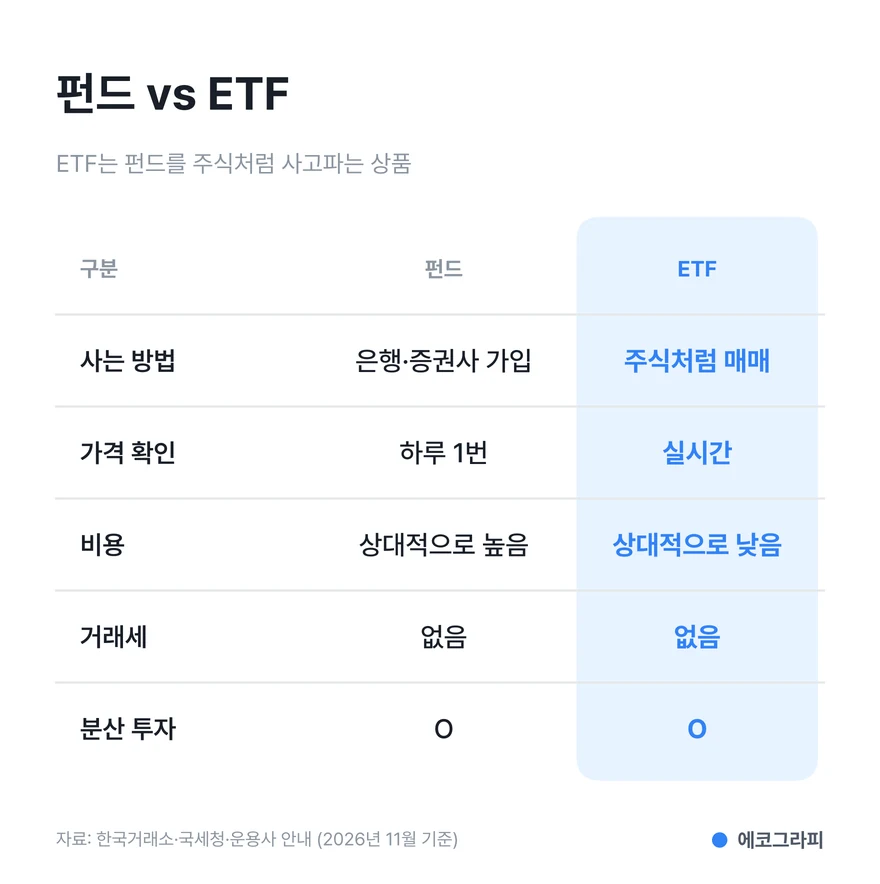 펀드 vs ETF
ETF는 펀드를 주식처럼 사고파는 상품
구분 펀드 ETF
사는 방법 은행·증권사 가입 주식처럼 매매
가격 확인 하루 1번 실시간
비용 상대적으로 높음 상대적으로 낮음
거래세 없음 없음
분산 투자 O O
자료: 한국거래소·국세청·운용사 안내 (2026년 11월 기준)
에코그라피